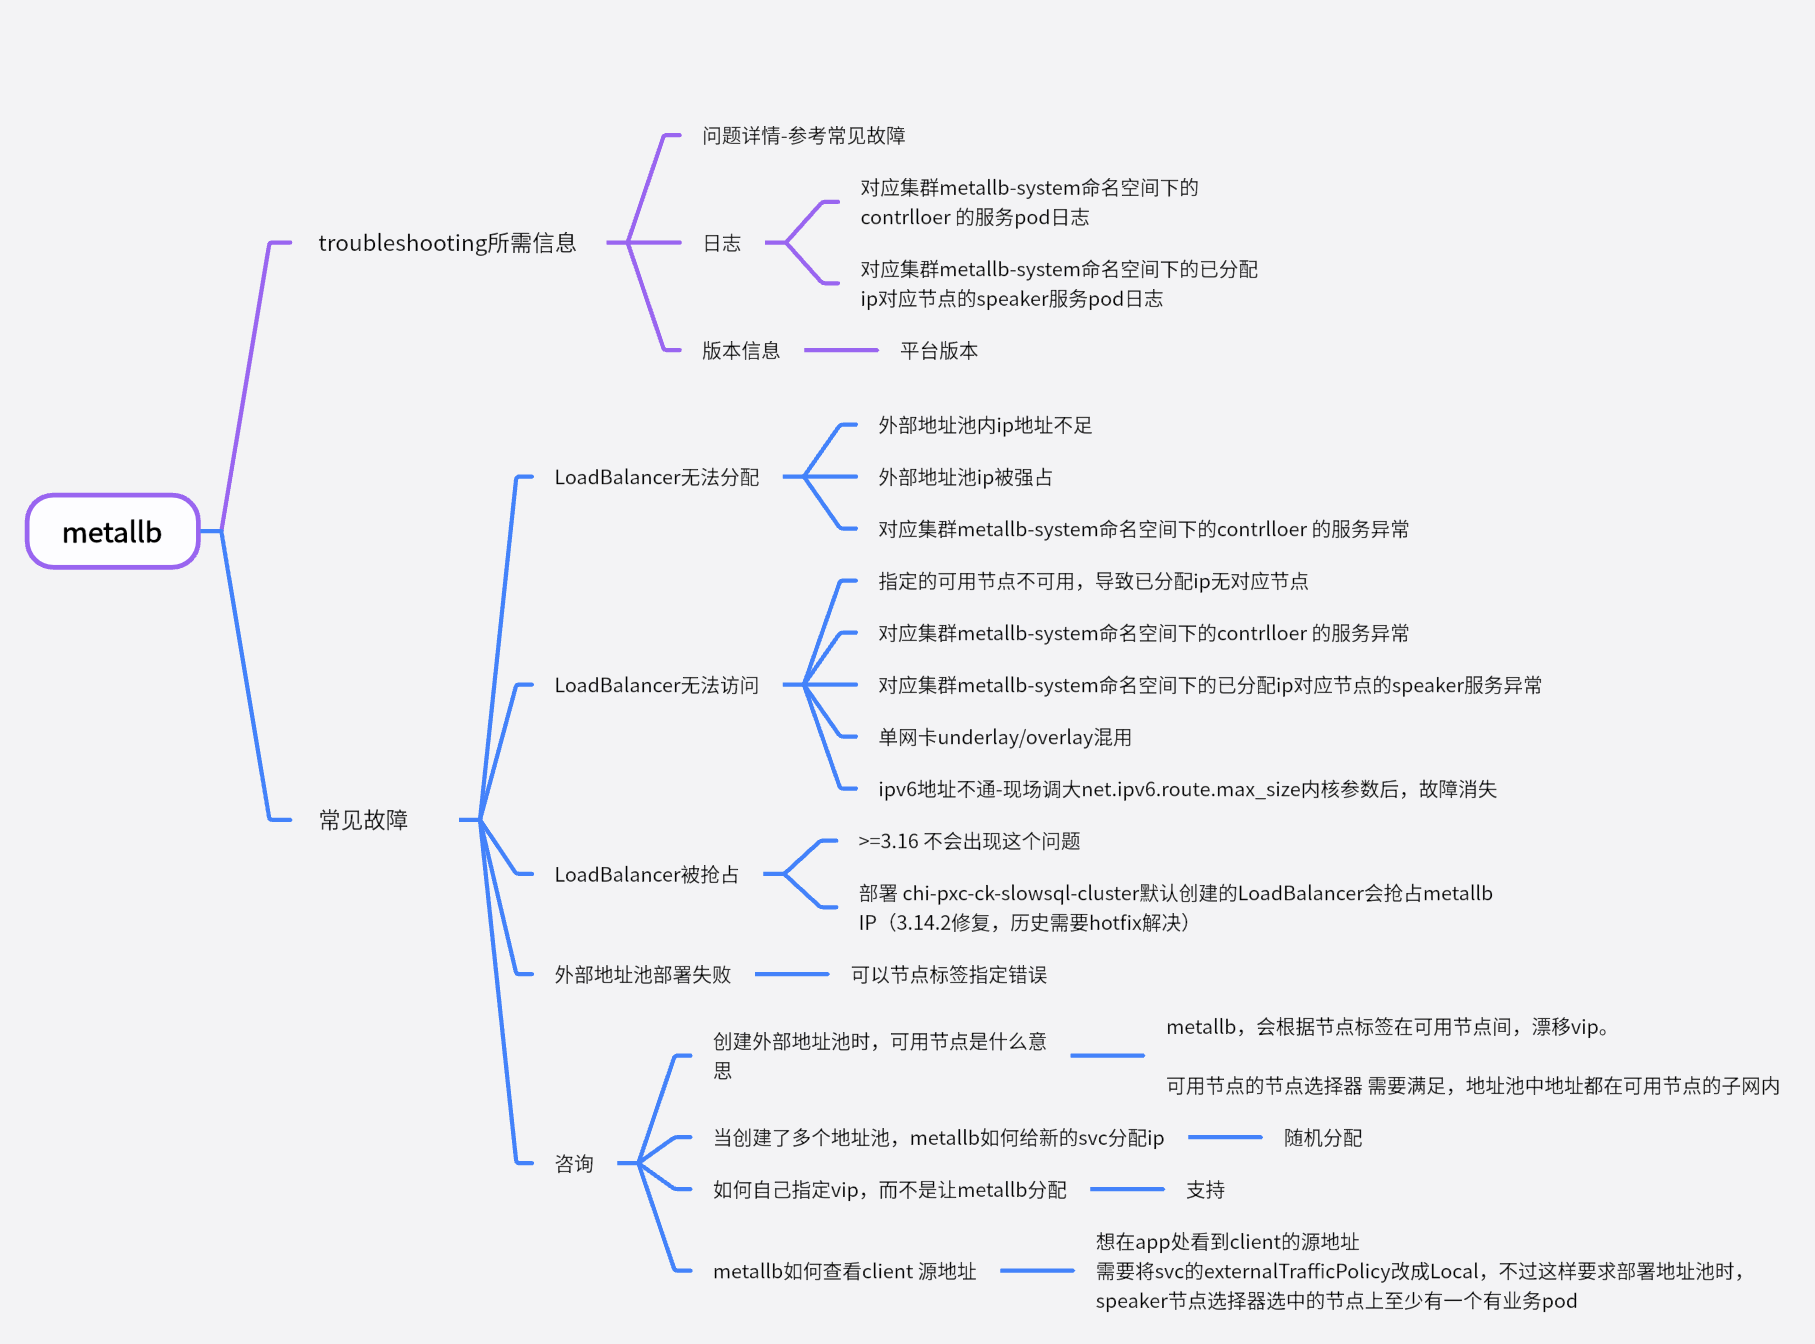 metallb
troubleshooting所需信息
问题详情-参考常见故障
日志
对应集群metallb-system命名空间下的
contrlloer 的服务pod日志
对应集群metallb-system命名空间下的已分配
ip对应节点的speaker服务pod日志
版本信息
平台版本
常见故障
LoadBalancer无法分配
外部地址池内ip地址不足
外部地址池ip被强占
对应集群metallb-system命名空间下的contrlloer 的服务异常
LoadBalancer无法访问
指定的可用节点不可用，导致已分配ip无对应节点
对应集群metallb-system命名空间下的contrlloer 的服务异常
对应集群metallb-system命名空间下的已分配ip对应节点的speaker服务异常
单网卡underlay/overlay混用
ipv6地址不通-现场调大net.ipv6.route.max_size内核参数后，故障消失
LoadBalancer被抢占
>=3.16 不会出现这个问题
部署 chi-pxc-ck-slowsql-cluster默认创建的LoadBalancer会抢占metallb
IP（3.14.2修复，历史需要hotfix解决）
外部地址池部署失败
可以节点标签指定错误
咨询
创建外部地址池时，可用节点是什么意
思
metallb，会根据节点标签在可用节点间，漂移vip。
可用节点的节点选择器 需要满足，地址池中地址都在可用节点的子网内
当创建了多个地址池，metallb如何给新的svc分配ip
随机分配
如何自己指定vip，而不是让metallb分配
支持
metallb如何查看client 源地址
想在app处看到client的源地址
需要将svc的externalTrafficPolicy改成Local，不过这样要求部署地址池时，
speaker节点选择器选中的节点上至少有一个有业务pod